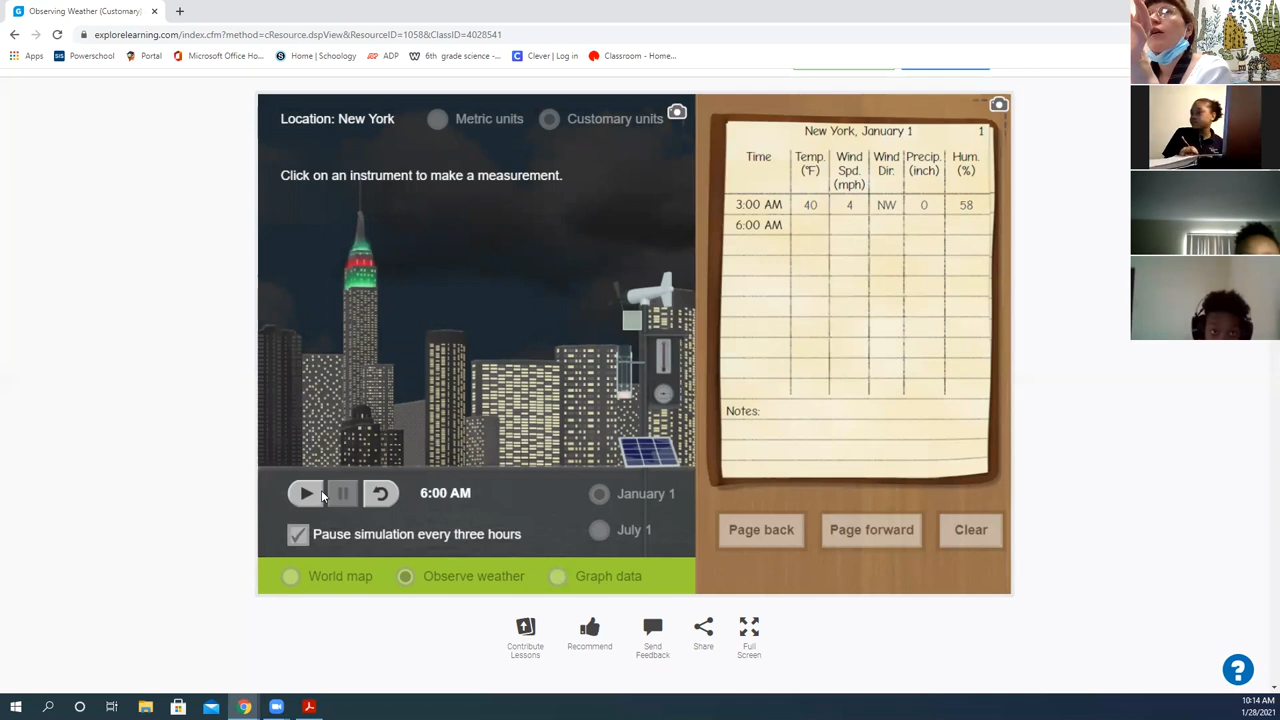 Observing Weather (Customary)
explorelearning.com/index.cfm?method=cResource.dspView&ResourceID=1058&ClassID=4028541
Apps
SIS
Powerschool
Portal
Microsoft Office Ho...
Home | Schoology
ADP
6th grade science -...
Clever | Log in
Classroom - Home...
Location: New York
Metric units
Customary units
Click on an instrument to make a measurement.
6:00 AM
January 1
Pause simulation every three hours
July 1
World map
Observe weather
Graph data
New York, January 1 1
Time Temp. (°F) Wind Spd. (mph) Wind Dir. Precip. (inch) Hum. (%)
3:00 AM 40 4 NW 0 58
6:00 AM
Notes:
Page back
Page forward
Clear
Contribute Lessons
Recommend
Send Feedback
Share
Full Screen
?
10:14 AM
1/28/2021